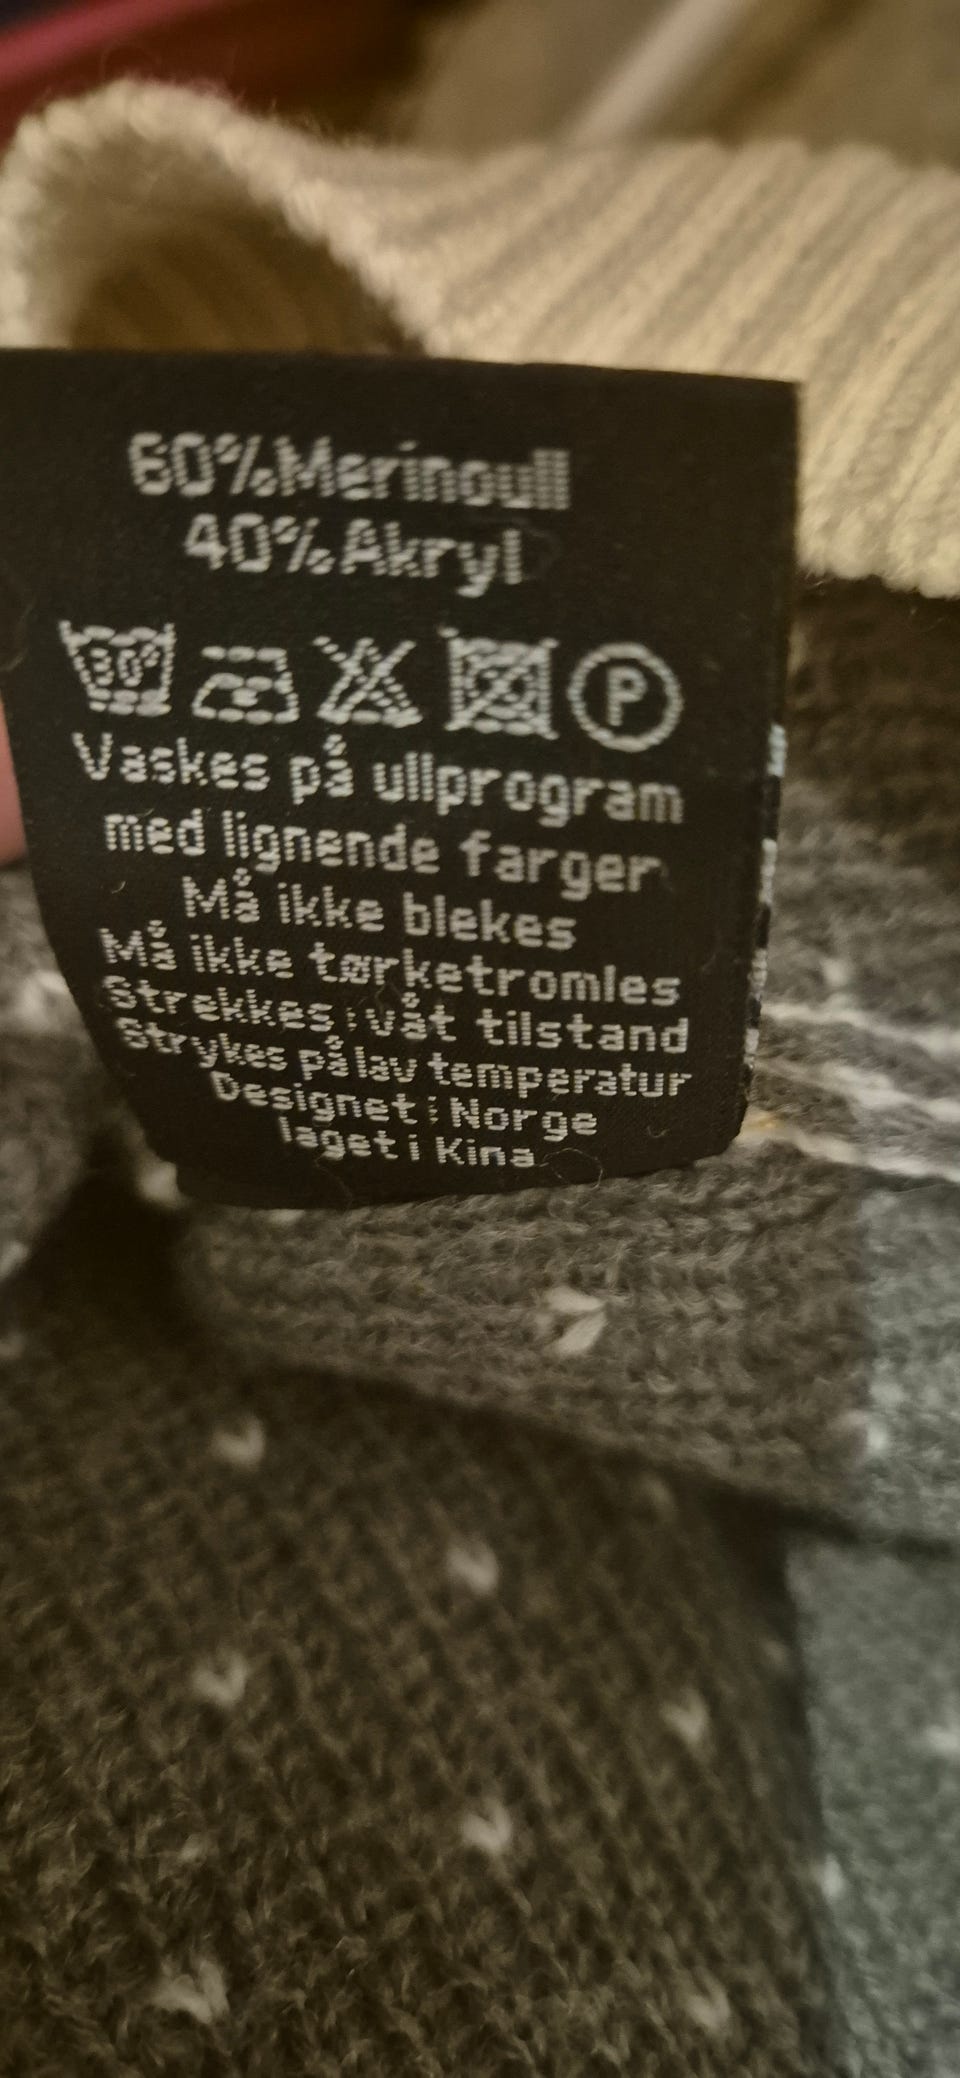 60%Merinoull
40%Akryl
30°
P
Vaskes på ullprogram
med lignende farger
Må ikke blekes
Må ikke tørketromles
Strekkes i våt tilstand
Strykes på lav temperatur
Designet i Norge
laget i Kina